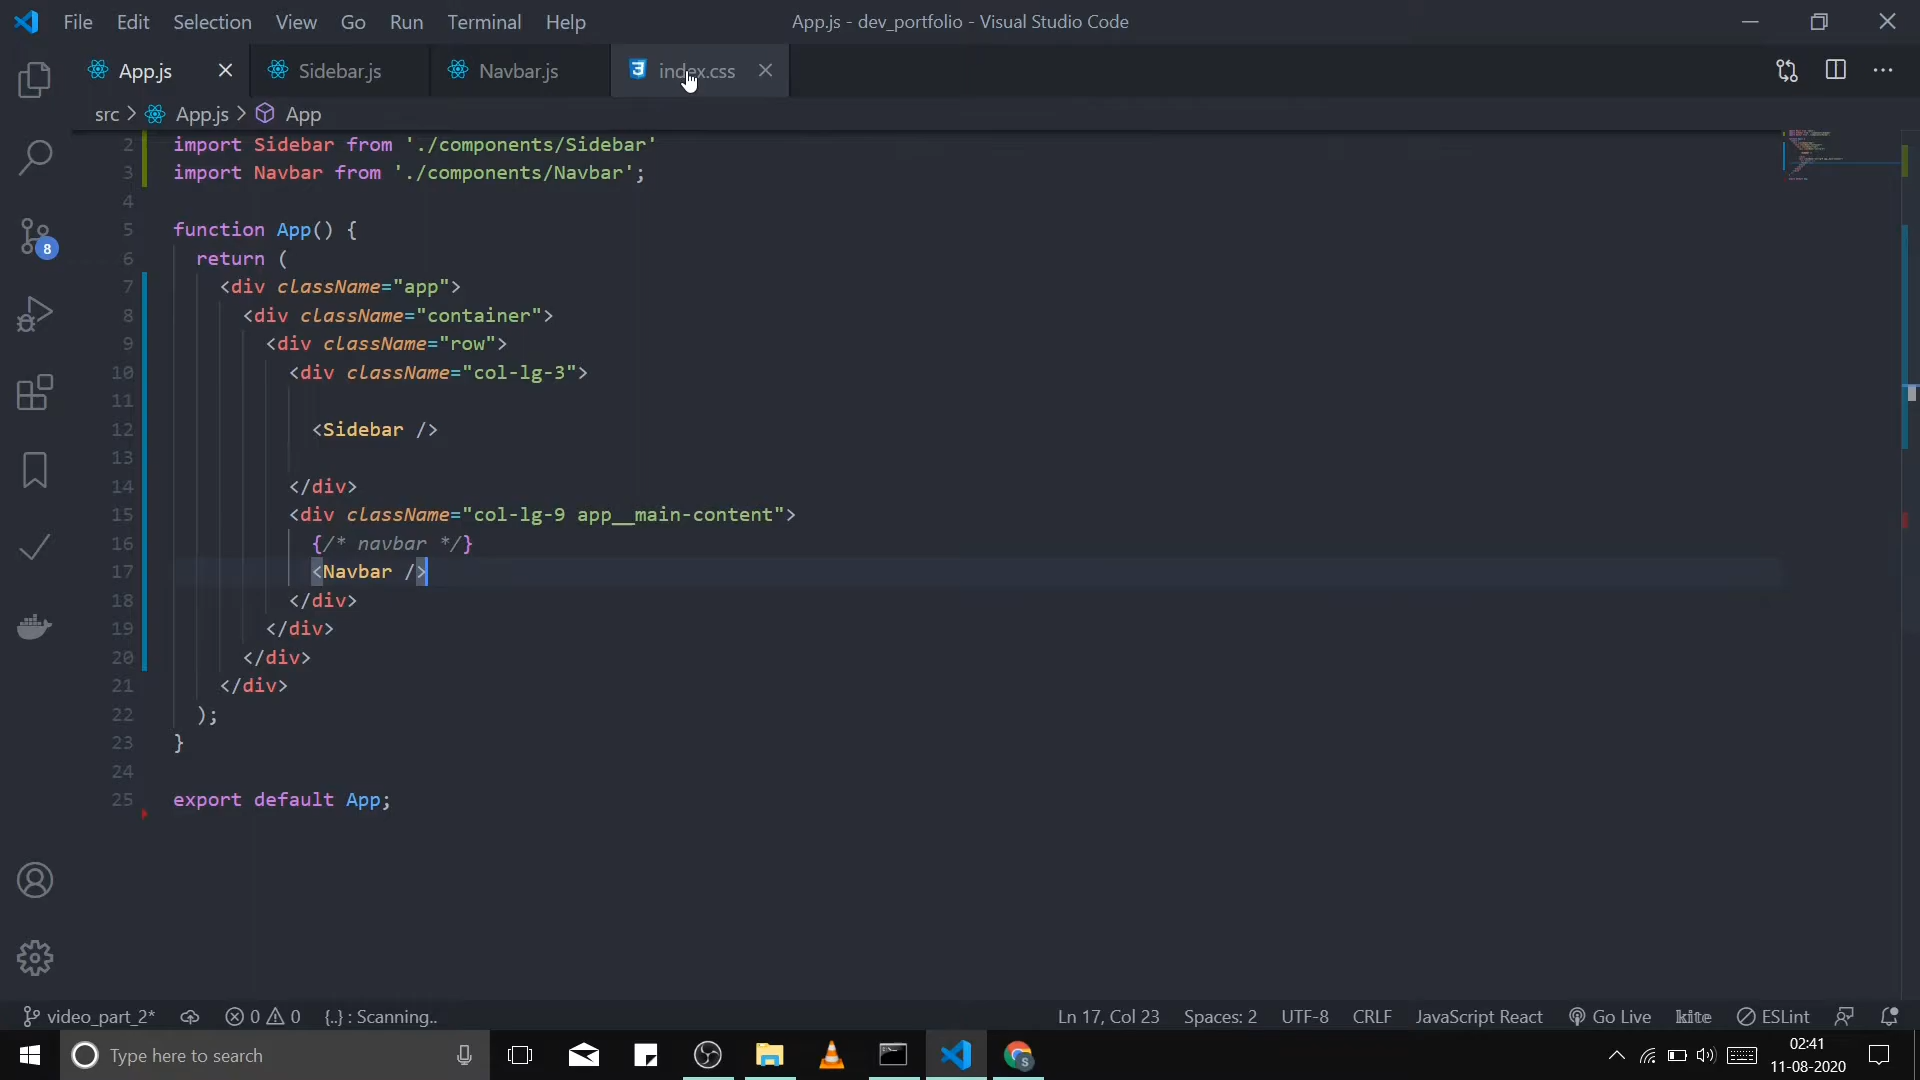 File Edit Selection View Go Run Terminal Help App.js - dev_portfolio - Visual Studio Code
App.js Sidebar.js Navbar.js index.css
src > App.js > App
2 import Sidebar from './components/Sidebar'
3 import Navbar from './components/Navbar';
4
5 function App() {
6 return (
7 <div className="app">
8 <div className="container">
9 <div className="row">
10 <div className="col-lg-3">
11
12 <Sidebar />
13
14 </div>
15 <div className="col-lg-9 app__main-content">
16 {/* navbar */}
17 <Navbar />
18 </div>
19 </div>
20 </div>
21 </div>
22 );
23 }
24
25 export default App;
8
video_part_2* 0 0 {..} : Scanning.. Ln 17, Col 23 Spaces: 2 UTF-8 CRLF JavaScript React Go Live kite ESLint
Type here to search
S
02:41
11-08-2020